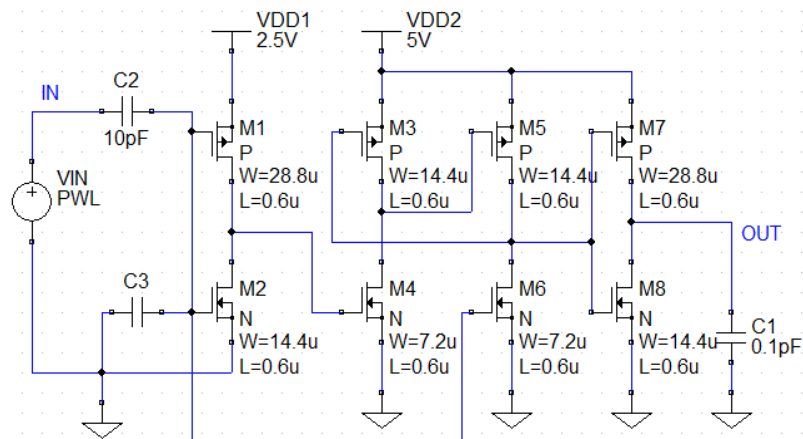 VDD1
2.5V
VDD2
5V
IN
C2
10pF
VIN
PWL
M1
P
W=28.8u
L=0.6u
M3
P
W=14.4u
L=0.6u
M5
P
W=14.4u
L=0.6u
M7
P
W=28.8u
L=0.6u
OUT
C3
M2
N
W=14.4u
L=0.6u
M4
N
W=7.2u
L=0.6u
M6
N
W=7.2u
L=0.6u
M8
N
W=14.4u
L=0.6u
C1
0.1pF